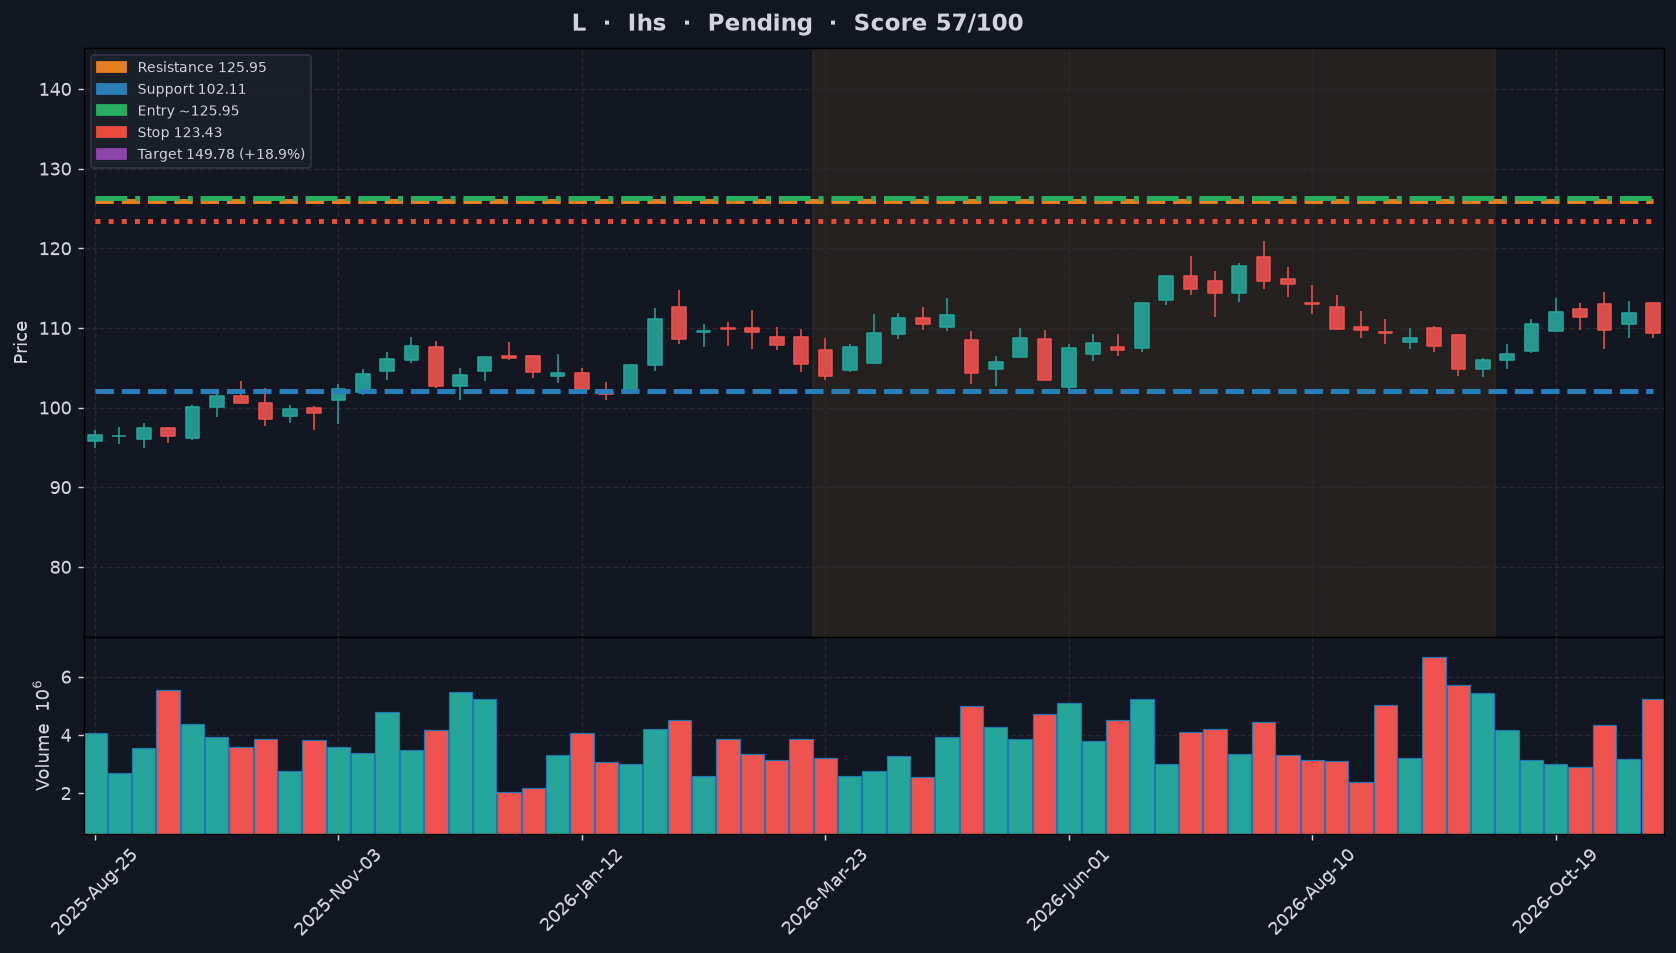 L · Ihs · Pending · Score 57/100
Resistance 125.95
Support 102.11
Entry ~125.95
Stop 123.43
Target 149.78 (+18.9%)
Price
140
130
120
110
100
90
80
Volume 10^6
6
4
2
2025-Aug-25
2025-Nov-03
2026-Jan-12
2026-Mar-23
2026-Jun-01
2026-Aug-10
2026-Oct-19